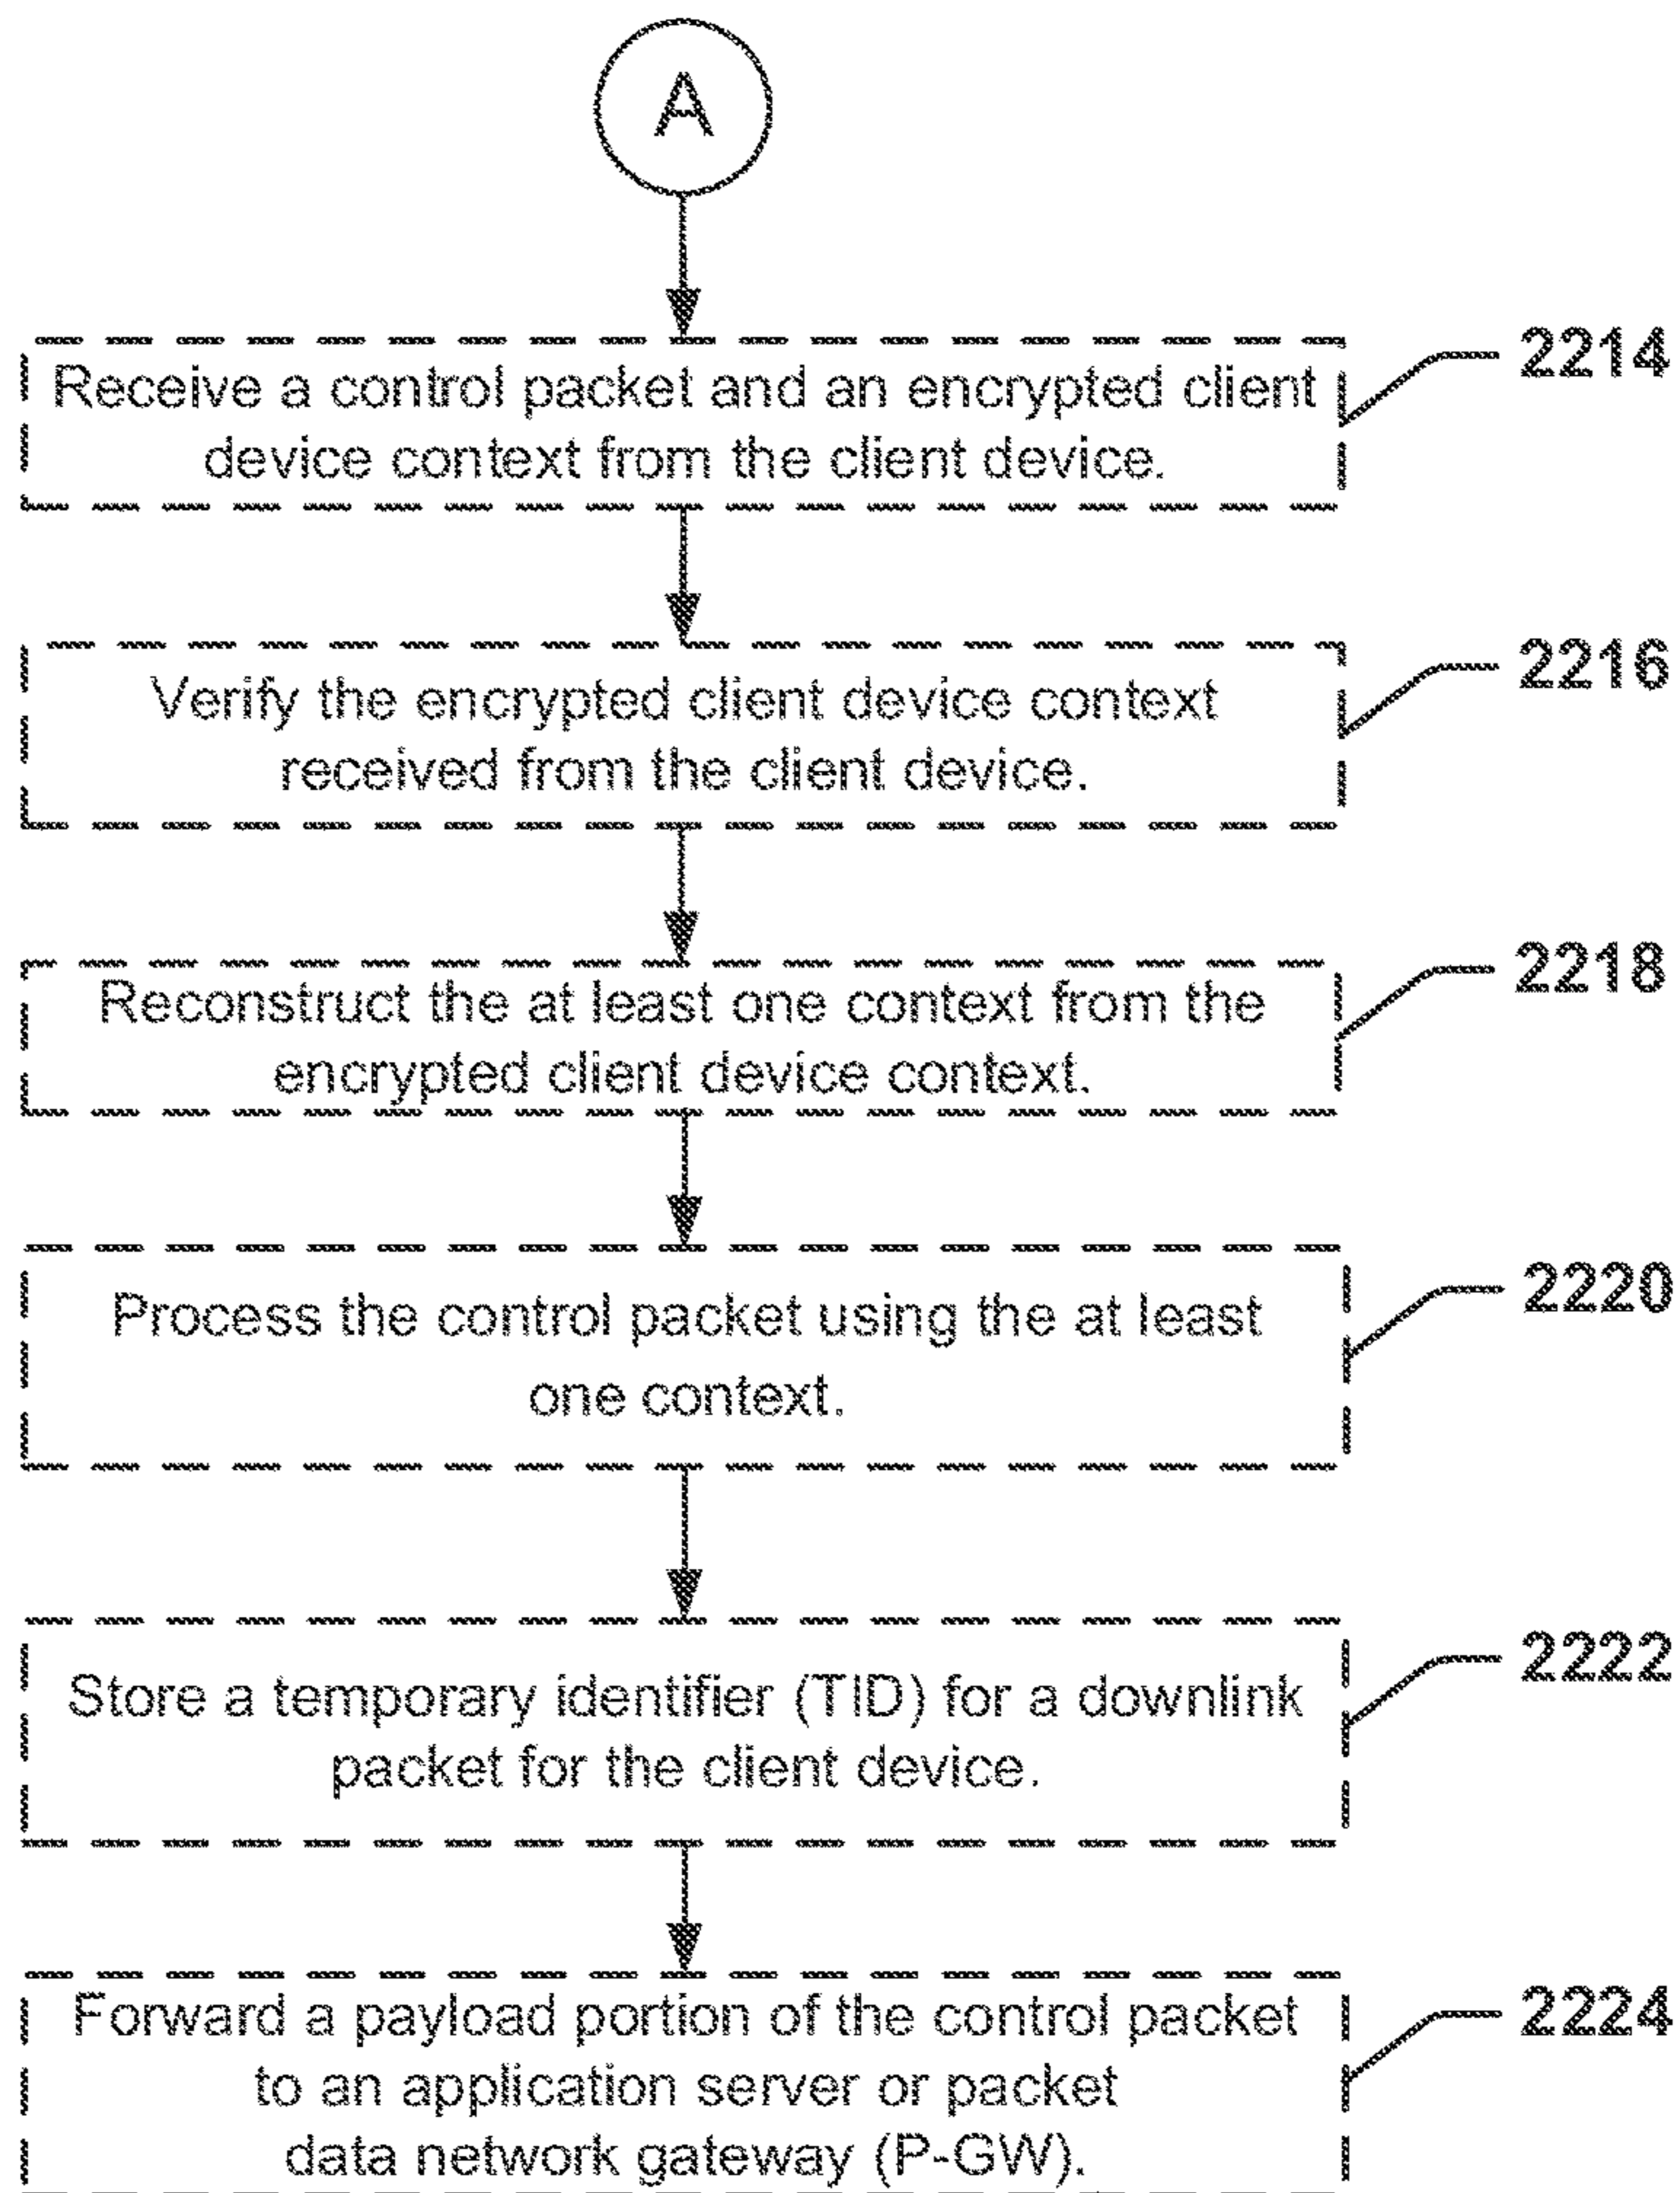 A
Receive a control packet and an encrypted client
device context from the client device.
2214
Verify the encrypted client device context
received from the client device.
2216
Reconstruct the at least one context from the
encrypted client device context.
2218
Process the control packet using the at least
one context.
2220
Store a temporary identifier (TID) for a downlink
packet for the client device.
2222
Forward a payload portion of the control packet
to an application server or packet
data network gateway (P-GW).
2224